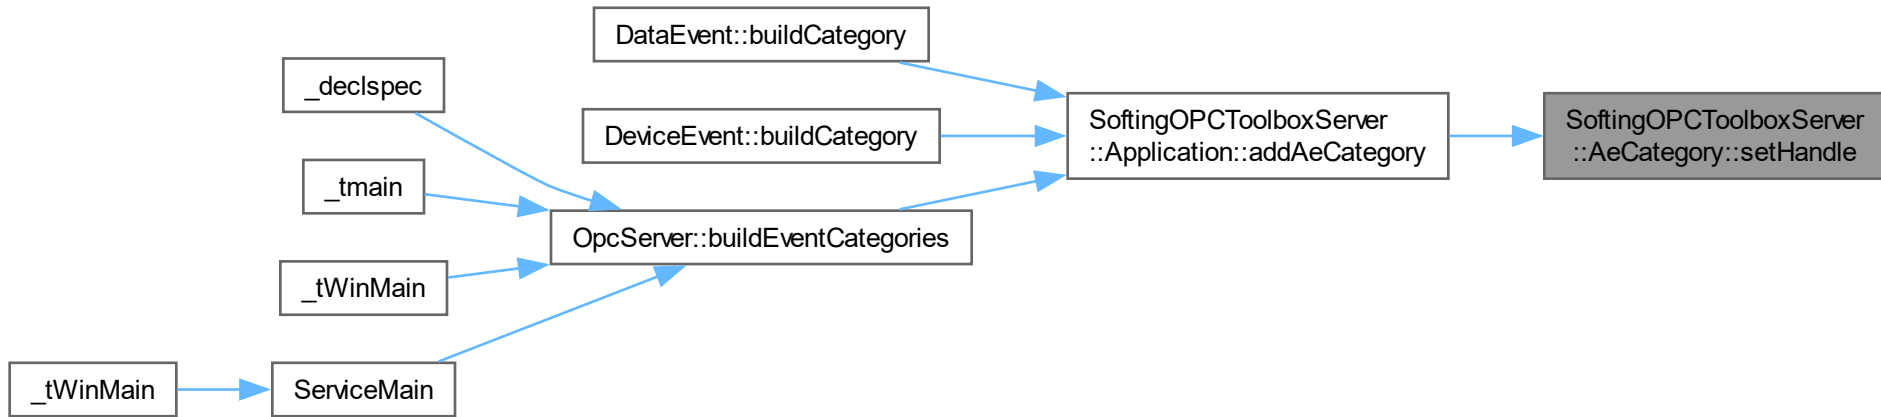 DataEvent::buildCategory
_declspec
SoftingOPCToolboxServer
::Application::addAeCategory
SoftingOPCToolboxServer
::AeCategory::setHandle
DeviceEvent::buildCategory
_tmain
OpcServer::buildEventCategories
_tWinMain
_tWinMain
ServiceMain